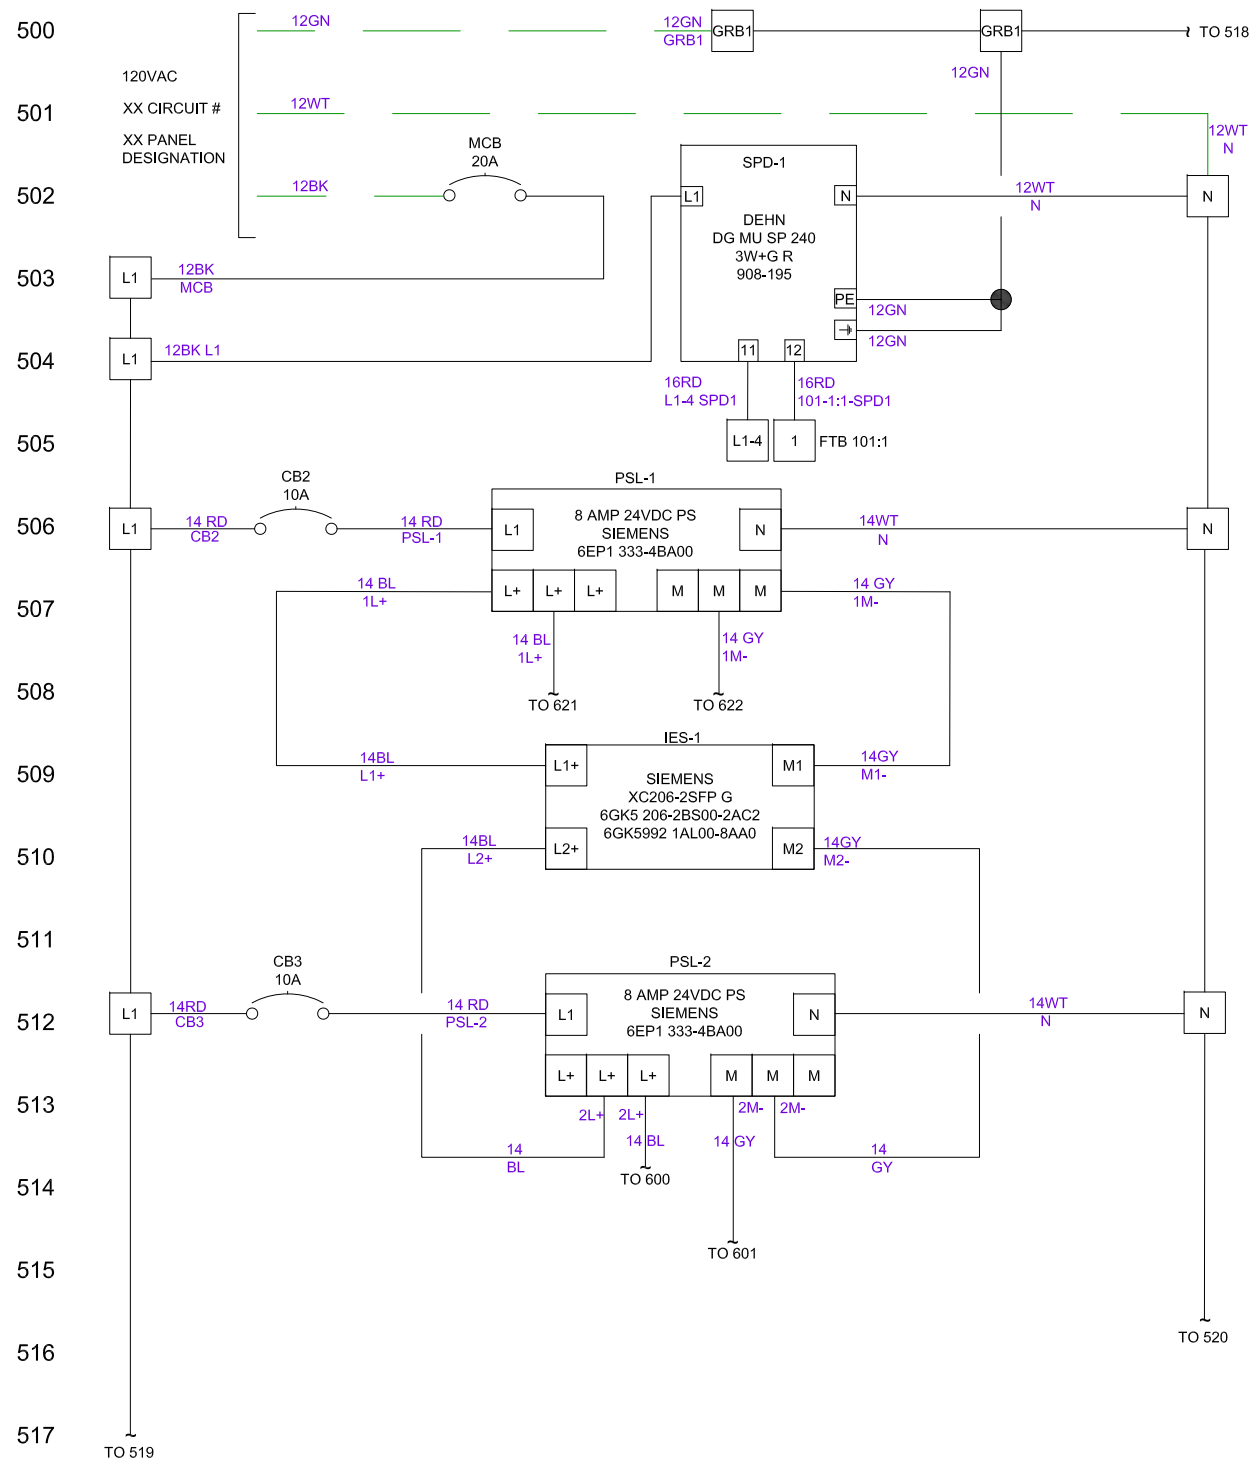 500
12GN
12GN
GRB1
GRB1
GRB1
TO 518
120VAC
12GN
501
XX CIRCUIT #
12WT
XX PANEL
DESIGNATION
MCB
20A
12WT
N
SPD-1
502
12BK
L1
N
12WT
N
N
DEHN
DG MU SP 240
3W+G R
908-195
503
L1
12BK
MCB
PE
12GN
12GN
504
L1
12BK L1
11
12
16RD
L1-4 SPD1
16RD
101-1:1-SPD1
505
L1-4
1
FTB 101:1
CB2
10A
PSL-1
506
L1
14 RD
CB2
14 RD
PSL-1
L1
8 AMP 24VDC PS
SIEMENS
6EP1 333-4BA00
N
14WT
N
N
507
14 BL
1L+
L+
L+
L+
M
M
M
14 GY
1M-
14 BL
1L+
14 GY
1M-
508
TO 621
TO 622
IES-1
509
14BL
L1+
L1+
SIEMENS
XC206-2SFP G
6GK5 206-2BS00-2AC2
6GK5992 1AL00-8AA0
M1
14GY
M1-
510
14BL
L2+
L2+
M2
14GY
M2-
511
CB3
10A
PSL-2
512
L1
14RD
CB3
14 RD
PSL-2
L1
8 AMP 24VDC PS
SIEMENS
6EP1 333-4BA00
N
14WT
N
N
L+
L+
L+
M
M
M
513
2L+
2L+
2M-
2M-
14
BL
14 BL
14 GY
14
GY
514
TO 600
TO 601
515
516
TO 520
517
TO 519